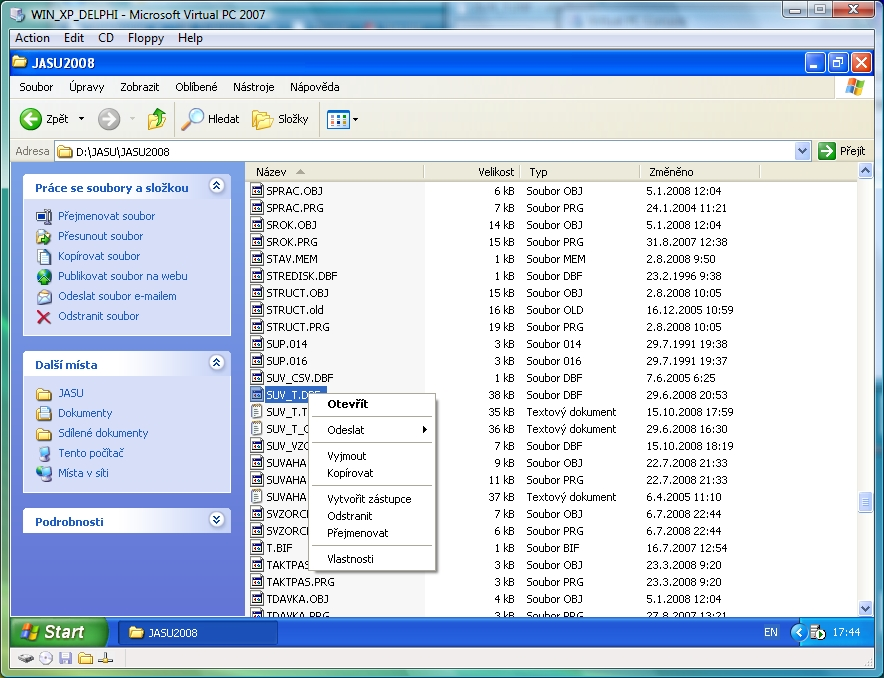 WIN_XP_DELPHI - Microsoft Virtual PC 2007
Action Edit CD Floppy Help
JASU2008
Soubor Úpravy Zobrazit Oblíbené Nástroje Nápověda
Zpět Hledat Složky
Adresa D:\JASU\JASU2008 Přejít
Práce se soubory a složkou
Přejmenovat soubor
Přesunout soubor
Kopírovat soubor
Publikovat soubor na webu
Odeslat soubor e-mailem
Odstranit soubor
Další místa
JASU
Dokumenty
Sdílené dokumenty
Tento počítač
Místa v síti
Podrobnosti
Název Velikost Typ Změněno
SPRAC.OBJ 6 kB Soubor OBJ 5.1.2008 12:04
SPRAC.PRG 7 kB Soubor PRG 24.1.2004 11:21
SROK.OBJ 14 kB Soubor OBJ 5.1.2008 12:04
SROK.PRG 15 kB Soubor PRG 31.8.2007 12:38
STAV.MEM 1 kB Soubor MEM 2.8.2008 9:50
STREDISK.DBF 1 kB Soubor DBF 23.2.1996 9:38
STRUCT.OBJ 15 kB Soubor OBJ 2.8.2008 10:05
STRUCT.old 16 kB Soubor OLD 16.12.2005 10:59
STRUCT.PRG 19 kB Soubor PRG 2.8.2008 10:05
SUP.014 3 kB Soubor 014 29.7.1991 19:38
SUP.016 3 kB Soubor 016 29.7.1991 19:37
SUV_CSV.DBF 1 kB Soubor DBF 7.6.2005 6:25
SUV_T.DBF 38 kB Soubor DBF 29.6.2008 20:53
SUV_T.T 35 kB Textový dokument 15.10.2008 17:59
SUV_T_ 36 kB Textový dokument 29.6.2008 16:30
SUV_VZO 7 kB Soubor DBF 15.10.2008 18:19
SUVAHA 9 kB Soubor OBJ 22.7.2008 21:33
SUVAHA 11 kB Soubor PRG 22.7.2008 21:33
SUVAHA 37 kB Textový dokument 6.4.2005 11:10
SVZORC 7 kB Soubor OBJ 6.7.2008 22:44
SVZORC 6 kB Soubor PRG 6.7.2008 22:44
T.BIF 1 kB Soubor BIF 16.7.2007 12:54
TAKTPAS 3 kB Soubor OBJ 23.3.2008 9:20
TAKTPAS.PRG 3 kB Soubor PRG 23.3.2008 9:20
TDAVKA.OBJ 4 kB Soubor OBJ 5.1.2008 12:04
TDAVKA.PRG 3 kB Soubor PRG 27.8.2007 13:21
Otevřít
Odeslat
Vyjmout
Kopírovat
Vytvořit zástupce
Odstranit
Přejmenovat
Vlastnosti
Start JASU2008 EN 17:44